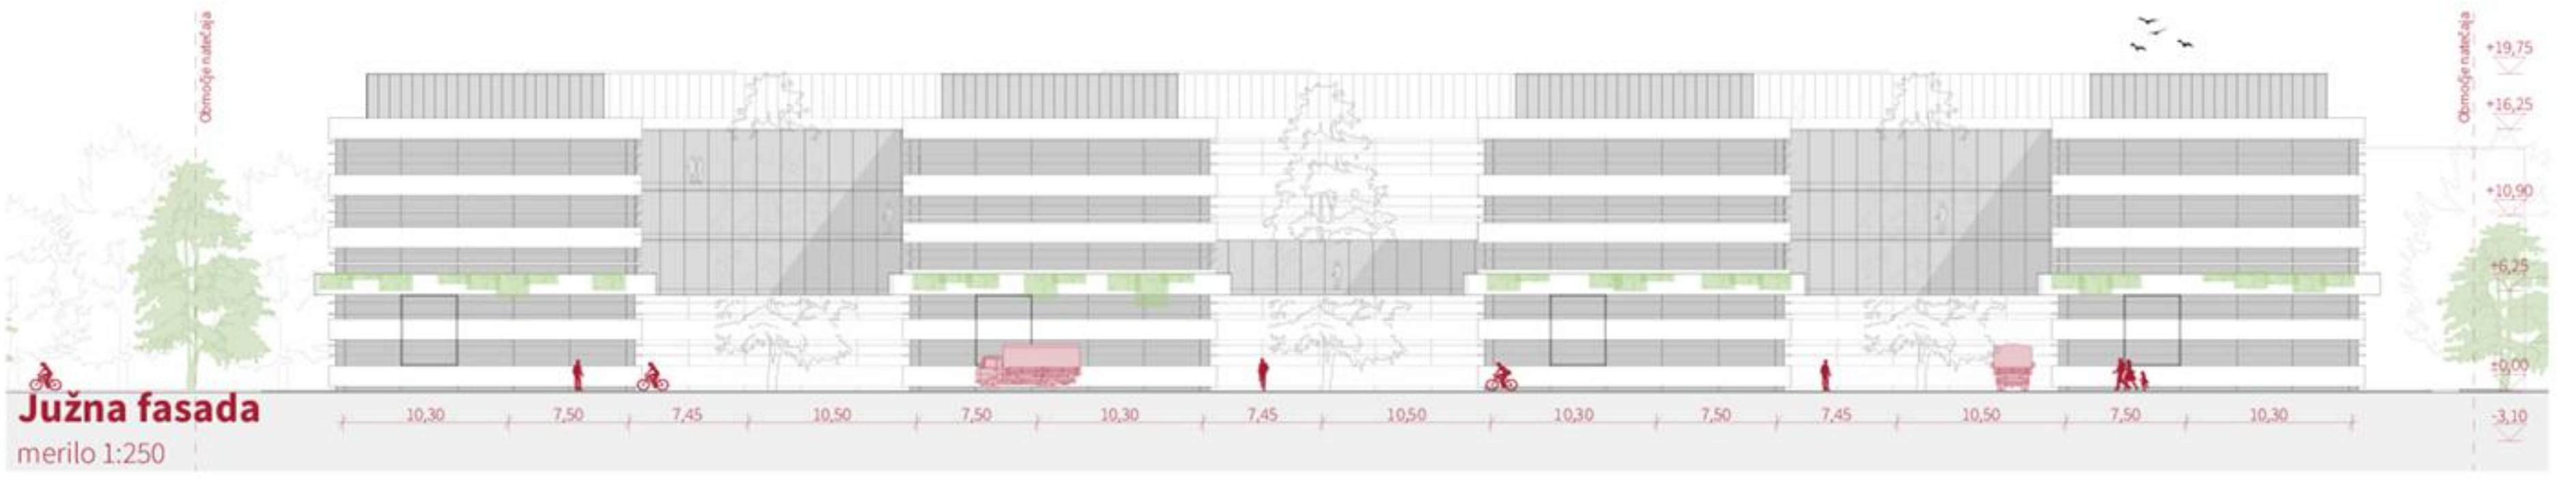 Območje natečaja
Območje natečaja
+19,75
+16,25
+10,90
+6,25
±0,00
-3,10
10,30 7,50 7,45 10,50 7,50 10,30 7,45 10,50 10,30 7,50 7,45 10,50 7,50 10,30
Južna fasada
merilo 1:250